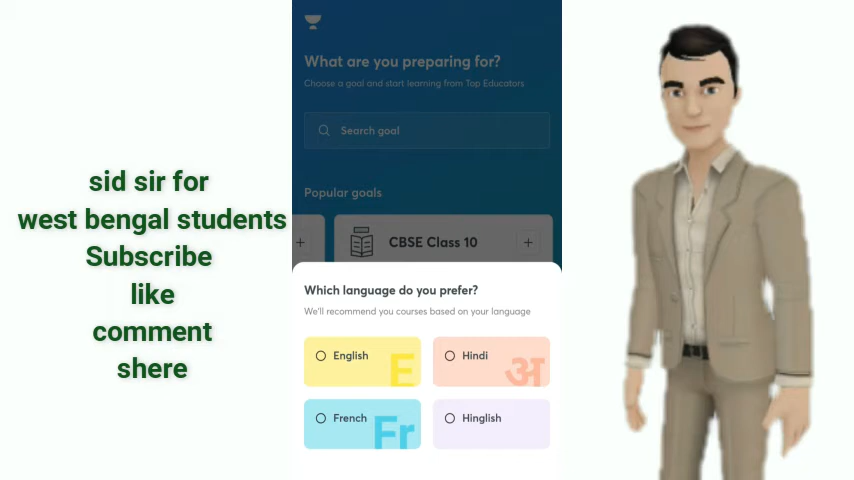 sid sir for
west bengal students
Subscribe
like
comment
shere
What are you preparing for?
Choose a goal and start learning from Top Educators
Search goal
Popular goals
+
CBSE Class 10
+
Which language do you prefer?
We'll recommend you courses based on your language
English
E
Hindi
अ
French
Fr
Hinglish